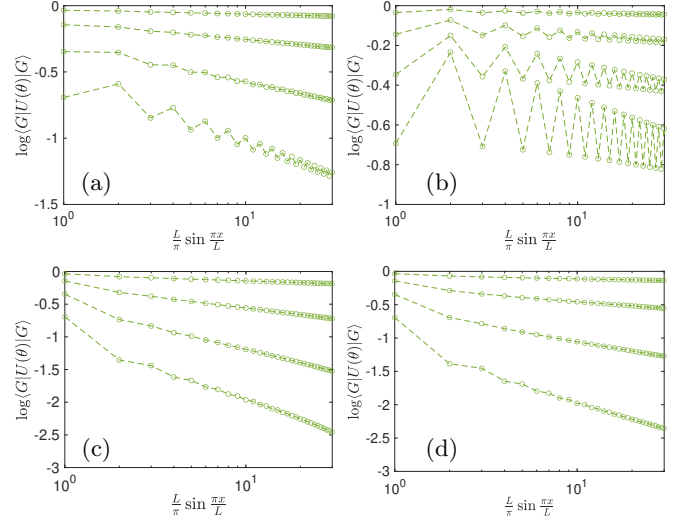 0
-0.5
-1
-1.5
log⟨G|U(θ)|G⟩
(a)
10^0
10^1
L/π sin πx/L
0
-0.2
-0.4
-0.6
-0.8
-1
log⟨G|U(θ)|G⟩
(b)
10^0
10^1
L/π sin πx/L
0
-0.5
-1
-1.5
-2
-2.5
-3
log⟨G|U(θ)|G⟩
(c)
10^0
10^1
L/π sin πx/L
0
-0.5
-1
-1.5
-2
-2.5
-3
log⟨G|U(θ)|G⟩
(d)
10^0
10^1
L/π sin πx/L